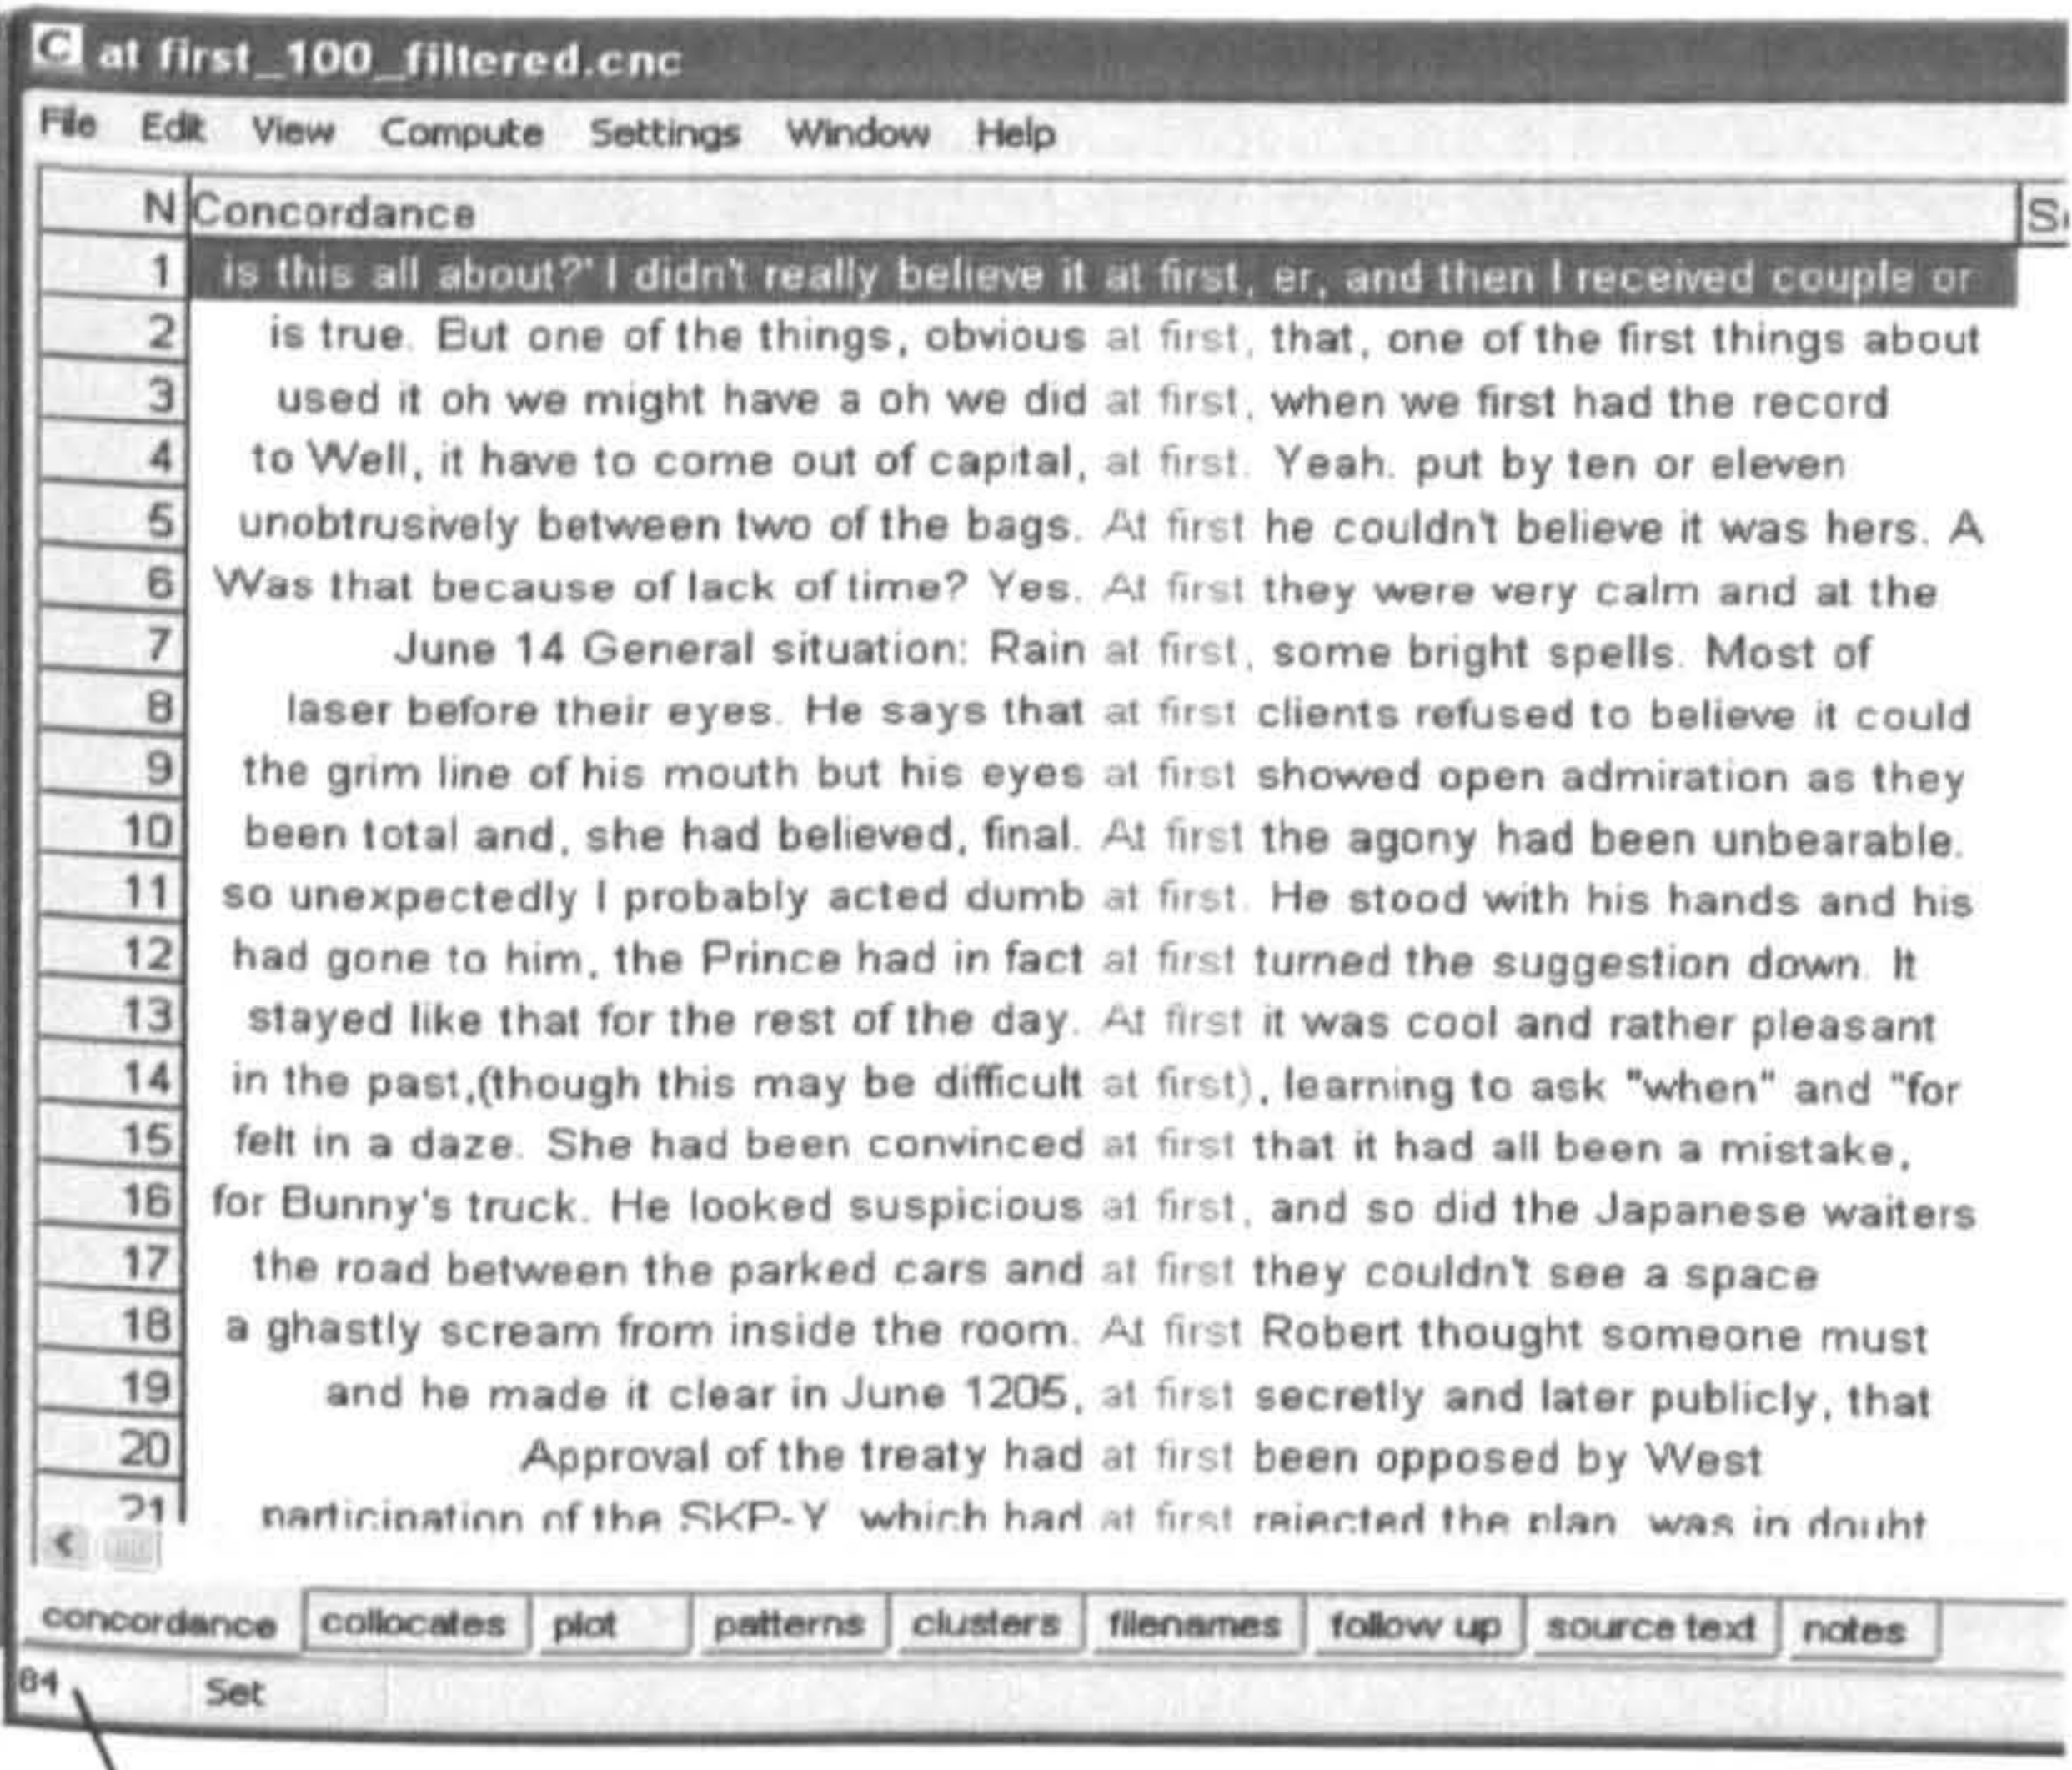 C at first_100_filtered.cnc
File Edit View Compute Settings Window Help
N Concordance
1 is this all about?' I didn't really believe it at first, er, and then I received couple or
2 is true. But one of the things, obvious at first, that, one of the first things about
3 used it oh we might have a oh we did at first, when we first had the record
4 to Well, it have to come out of capital, at first. Yeah. put by ten or eleven
5 unobtrusively between two of the bags. At first he couldn't believe it was hers. A
6 Was that because of lack of time? Yes. At first they were very calm and at the
7 June 14 General situation: Rain at first, some bright spells. Most of
8 laser before their eyes. He says that at first clients refused to believe it could
9 the grim line of his mouth but his eyes at first showed open admiration as they
10 been total and, she had believed, final. At first the agony had been unbearable.
11 so unexpectedly I probably acted dumb at first. He stood with his hands and his
12 had gone to him, the Prince had in fact at first turned the suggestion down. It
13 stayed like that for the rest of the day. At first it was cool and rather pleasant
14 in the past,(though this may be difficult at first), learning to ask "when" and "for
15 felt in a daze. She had been convinced at first that it had all been a mistake,
16 for Bunny's truck. He looked suspicious at first, and so did the Japanese waiters
17 the road between the parked cars and at first they couldn't see a space
18 a ghastly scream from inside the room. At first Robert thought someone must
19 and he made it clear in June 1205, at first secretly and later publicly, that
20 Approval of the treaty had at first been opposed by West
21 participation of the SKP-Y which had at first rejected the plan was in doubt
concordance collocates plot patterns clusters filenames follow up source text notes
84 Set